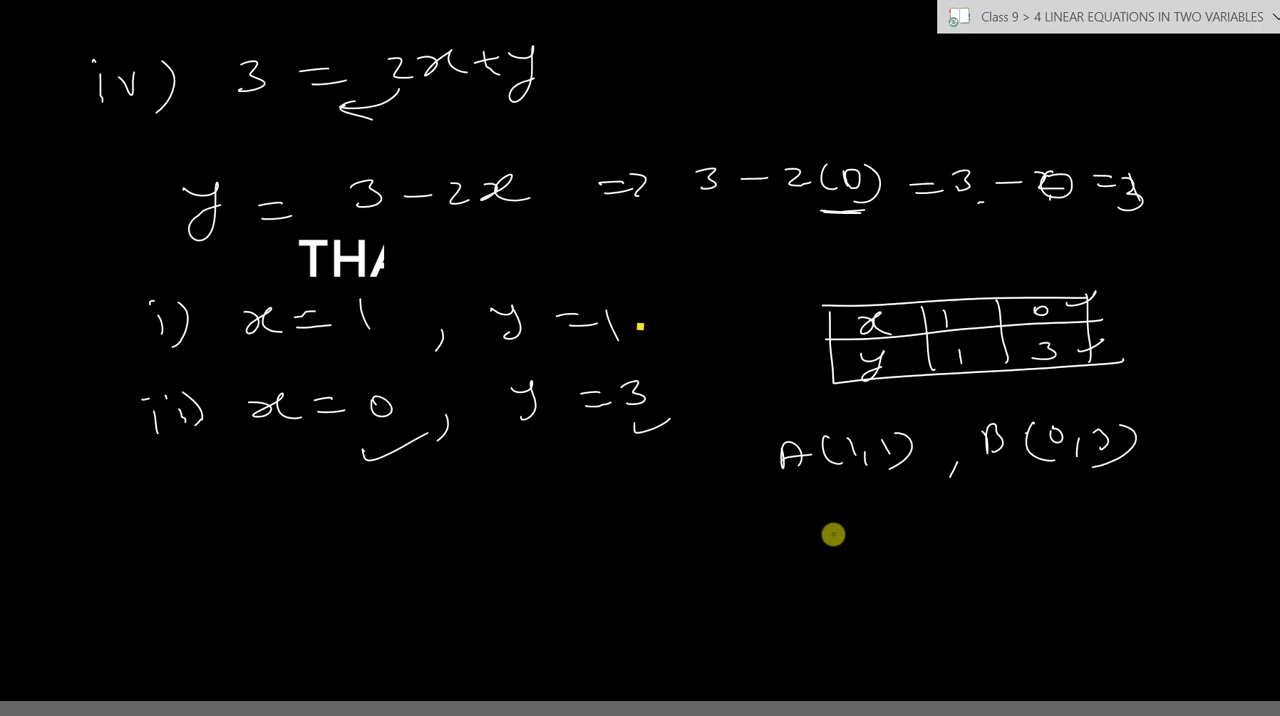 Class 9 > 4 LINEAR EQUATIONS IN TWO VARIABLES
iv) 3 = 2x+y
y = 3 - 2x => 3 - 2(0) = 3 - 0 = 3
THA
i) x = 1 , y = 1
x 1 0
y 1 3
ii) x = 0 , y = 3
A(1,1) , B(0,3)